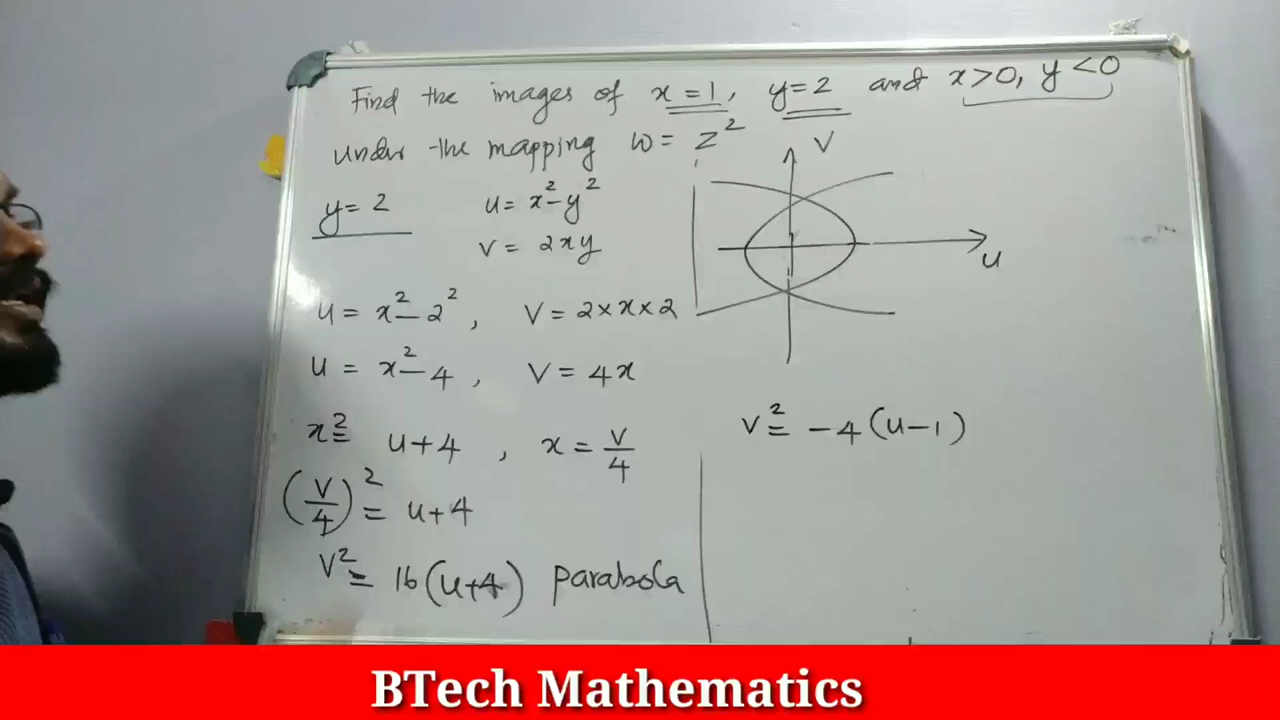 Find the images of x = 1, y = 2 and x > 0, y < 0
under the mapping w = z²
y = 2
u = x² - y²
v = 2xy
u = x² - 2², v = 2 × x × 2
u = x² - 4, v = 4x
x² = u + 4, x = v/4
(v/4)² = u + 4
v² = 16(u+4) parabola
v
u
v² = -4(u-1)
BTech Mathematics